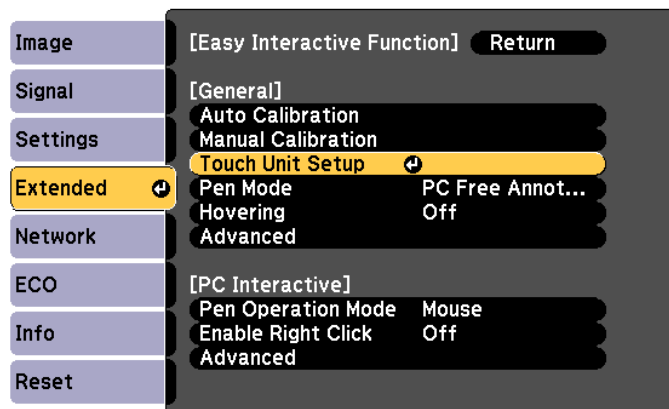 Image
Signal
Settings
Extended
Network
ECO
Info
Reset
[Easy Interactive Function] Return
[General]
Auto Calibration
Manual Calibration
Touch Unit Setup
Pen Mode PC Free Annot...
Hovering Off
Advanced
[PC Interactive]
Pen Operation Mode Mouse
Enable Right Click Off
Advanced